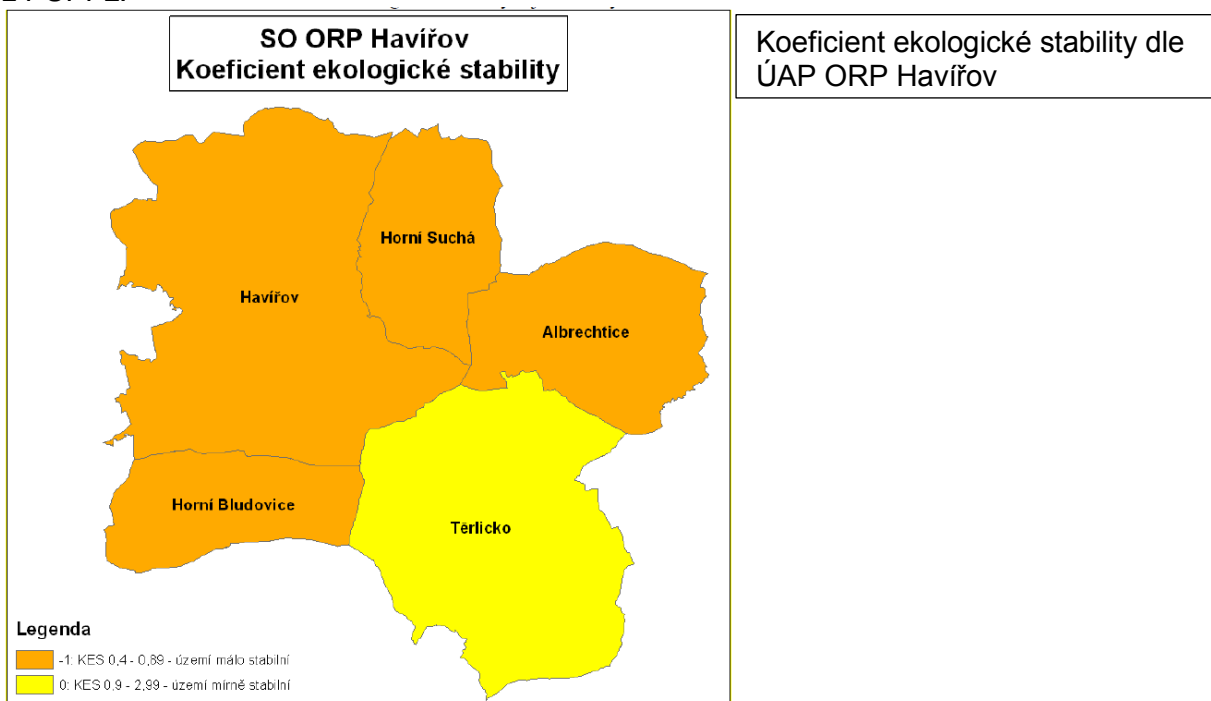 SO ORP Havířov
Koeficient ekologické stability
Koeficient ekologické stability dle
ÚAP ORP Havířov
Horní Suchá
Havířov
Albrechtice
Horní Bludovice
Těrlicko
Legenda
-1: KES 0,4 - 0,89 - území málo stabilní
0: KES 0,9 - 2,99 - území mírně stabilní